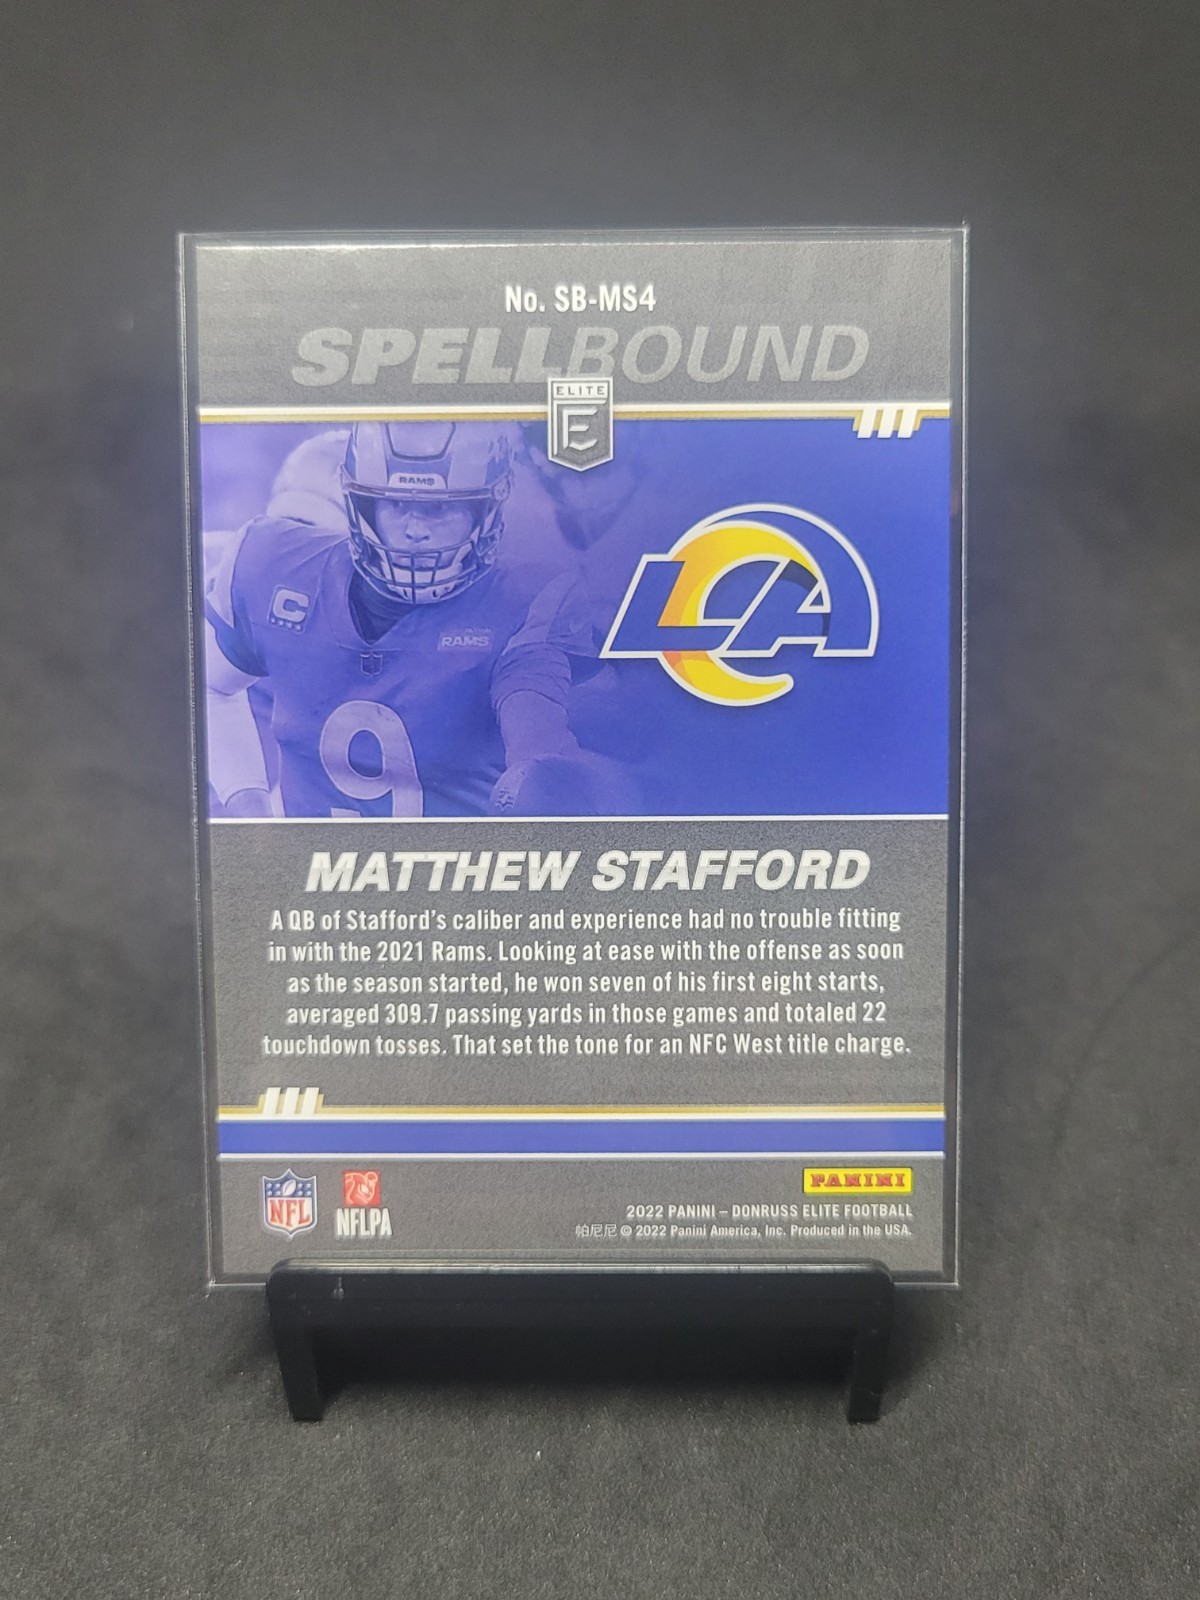 No. SB-MS4
SPELLBOUND
ELITE
E
RAMS
C
RAMS
9
LA
MATTHEW STAFFORD
A QB of Stafford's caliber and experience had no trouble fitting
in with the 2021 Rams. Looking at ease with the offense as soon
as the season started, he won seven of his first eight starts,
averaged 309.7 passing yards in those games and totaled 22
touchdown tosses. That set the tone for an NFC West title charge.
NFL
NFLPA
PANINI
2022 PANINI – DONRUSS ELITE FOOTBALL
帕尼尼 © 2022 Panini America, Inc. Produced in the USA.